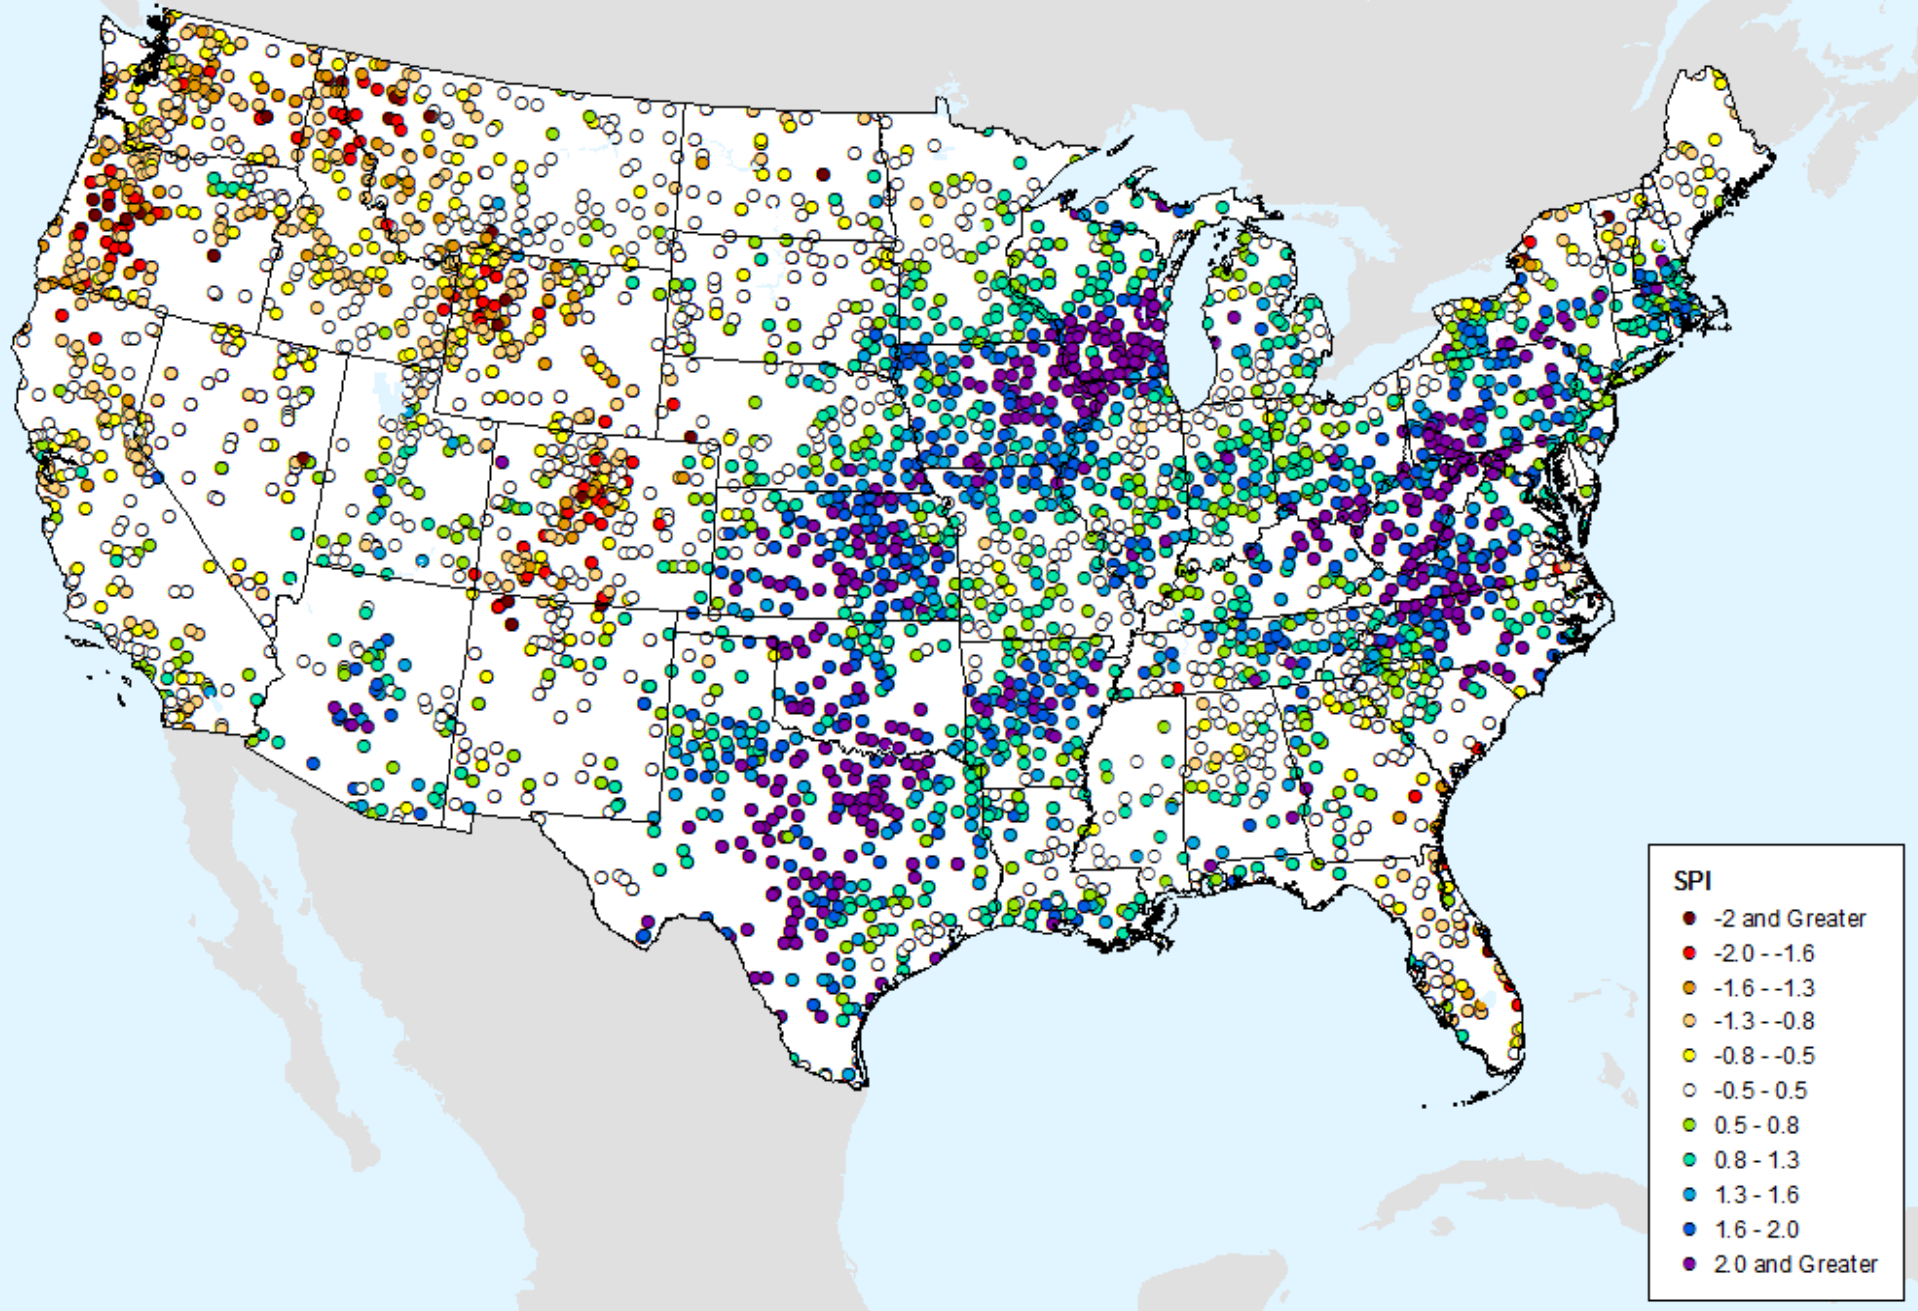 SPI
-2 and Greater
-2.0 - -1.6
-1.6 - -1.3
-1.3 - -0.8
-0.8 - -0.5
-0.5 - 0.5
0.5 - 0.8
0.8 - 1.3
1.3 - 1.6
1.6 - 2.0
2.0 and Greater